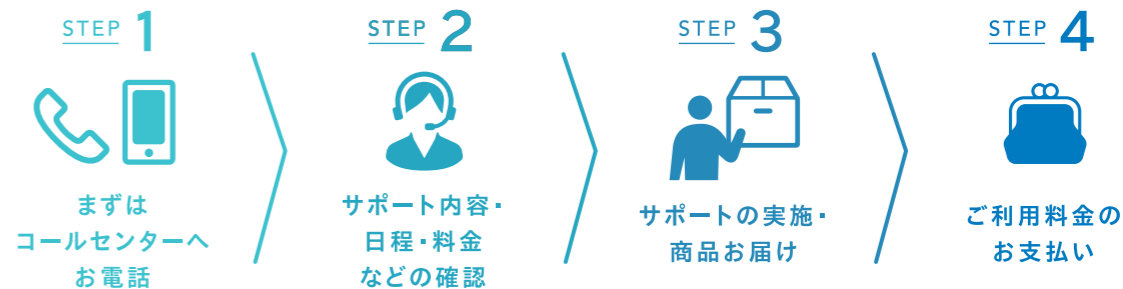 STEP 1
まずは
コールセンターへ
お電話
STEP 2
サポート内容・
日程・料金
などの確認
STEP 3
サポートの実施・
商品お届け
STEP 4
ご利用料金の
お支払い